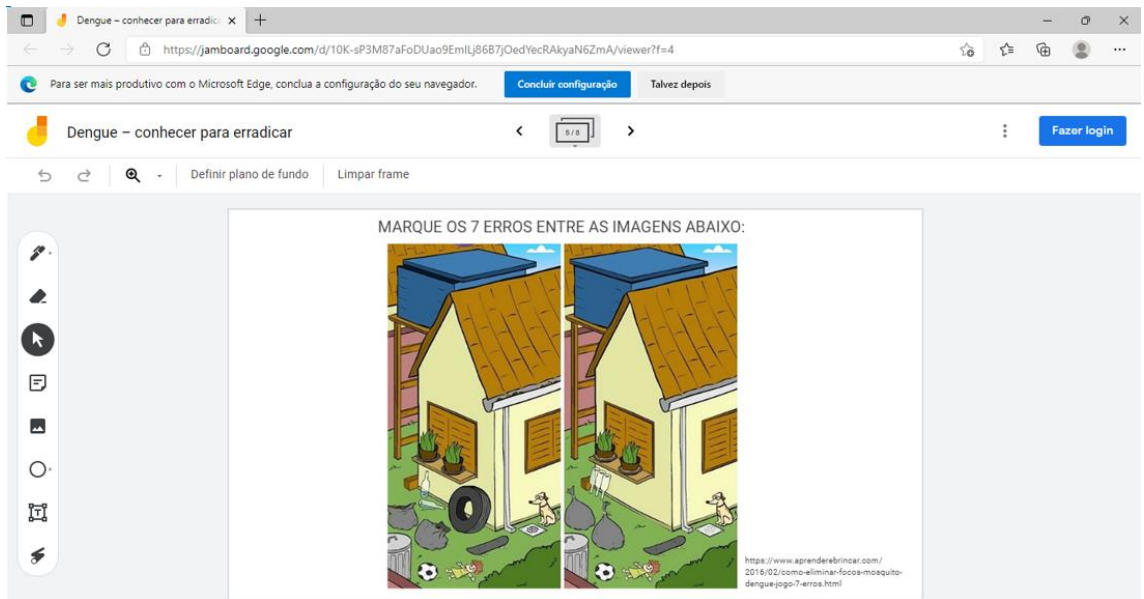 Dengue – conhecer para erradic
https://jamboard.google.com/d/10K-sP3M87aFoDUao9EmILj86B7jOedYecRAkyaN6ZmA/viewer?f=4
Para ser mais produtivo com o Microsoft Edge, conclua a configuração do seu navegador. Concluir configuração Talvez depois
Dengue – conhecer para erradicar 5/8 Fazer login
Definir plano de fundo Limpar frame
MARQUE OS 7 ERROS ENTRE AS IMAGENS ABAIXO:
https://www.aprenderebrincar.com/
2016/02/como-eliminar-focos-mosquito-
dengue-jogo-7-erros.html